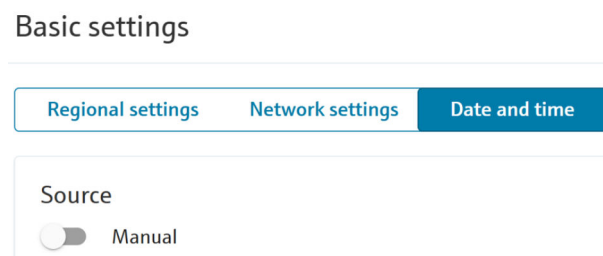 Basic settings
Regional settings Network settings Date and time
Source
Manual